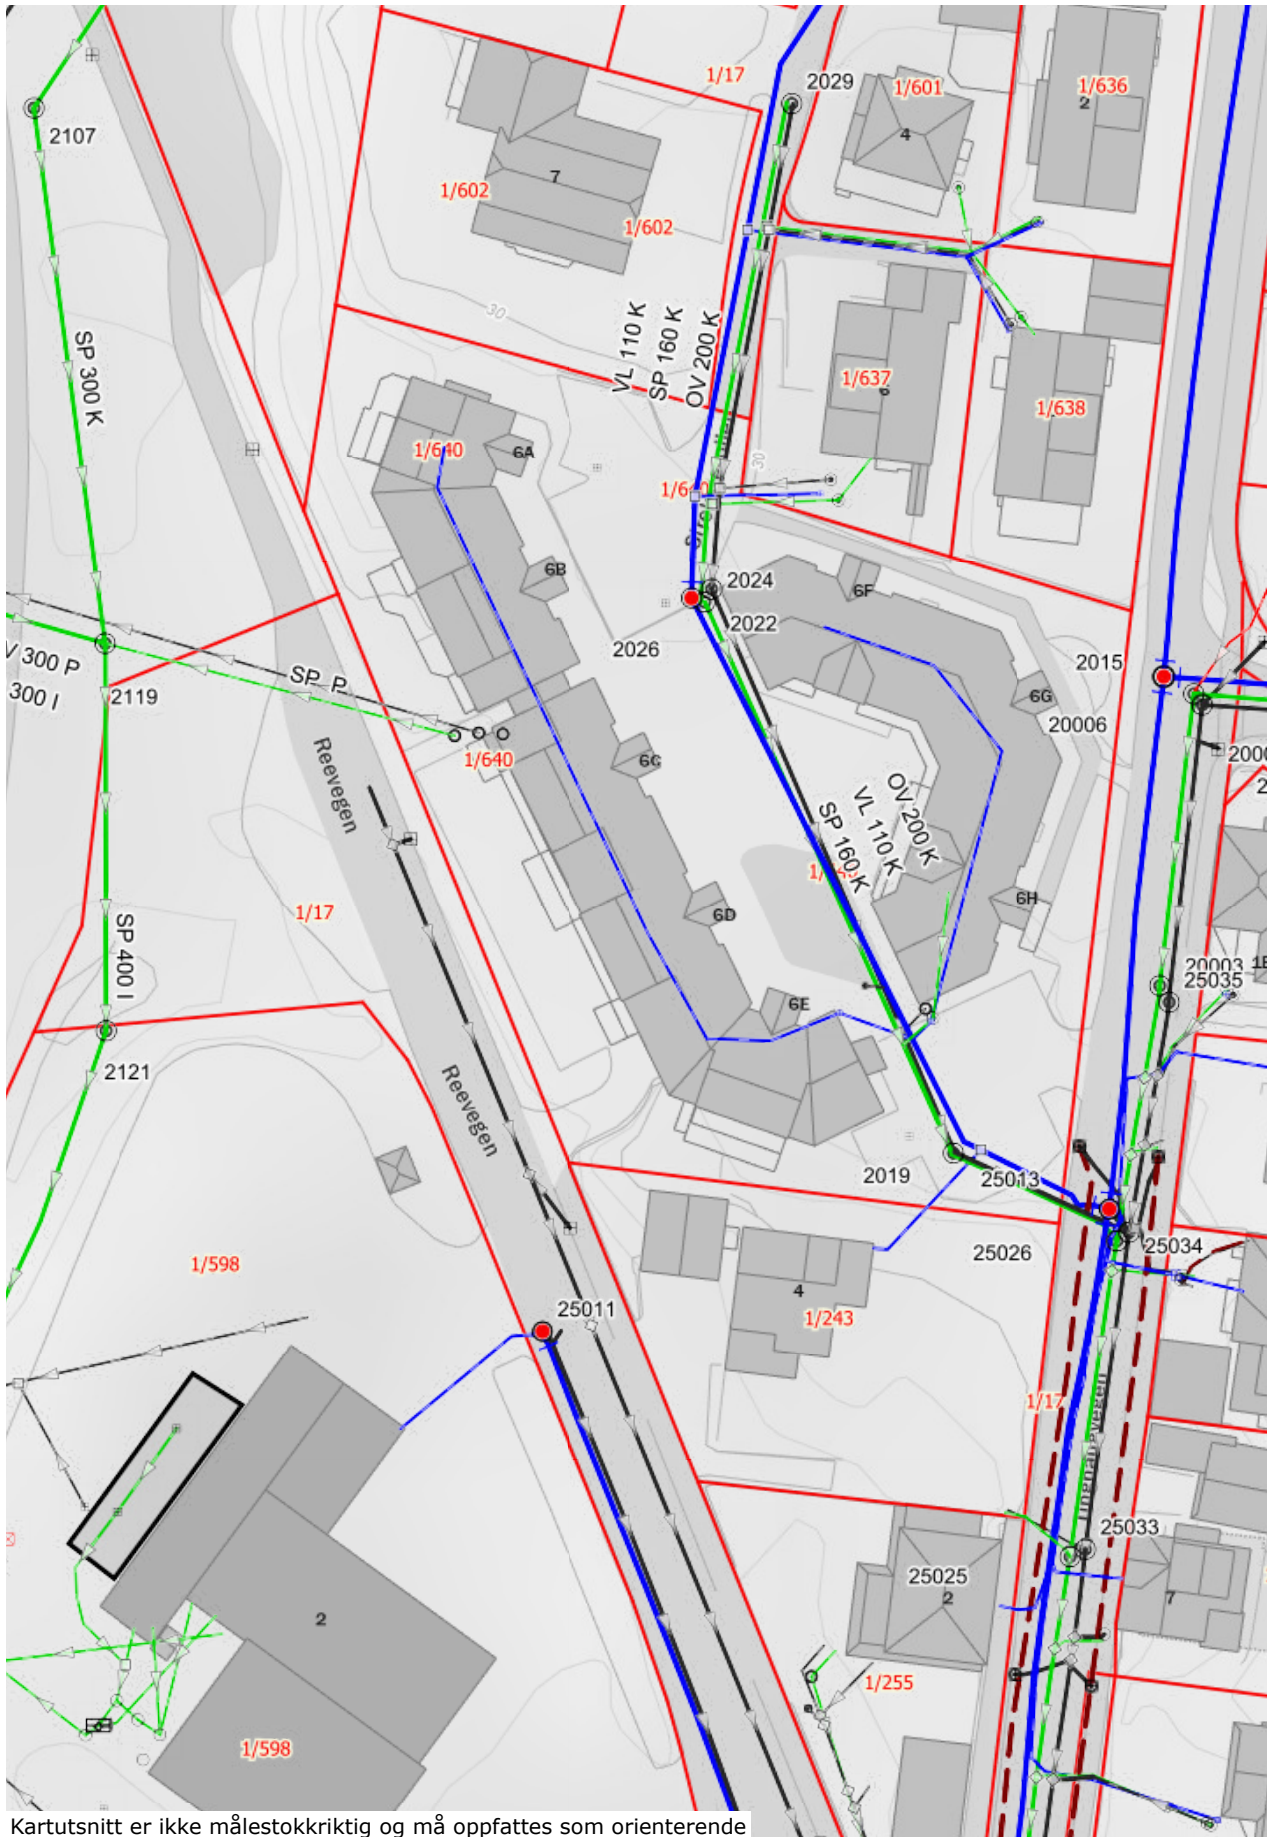 1/17
2029
1/601
1/636
2
4
2107
7
1/602
1/602
30
VL 110 K
SP 160 K
OV 200 K
SP 300 K
1/637
6
1/638
1/640
6A
30
6B
2024
6F
2022
2026
2015
300 P
300 I
2119
SP P
6G
20006
1/640
6C
Reevegen
OV 200 K
VL 110 K
SP 160 K
1/17
6D
6H
SP 400 I
20003
25035
6E
2121
Reevegen
2019
25013
25034
25026
1/598
4
1/243
25011
1/17
25033
25025
2
7
2
1/255
1/598
Kartutsnitt er ikke målestokkriktig og må oppfattes som orienterende